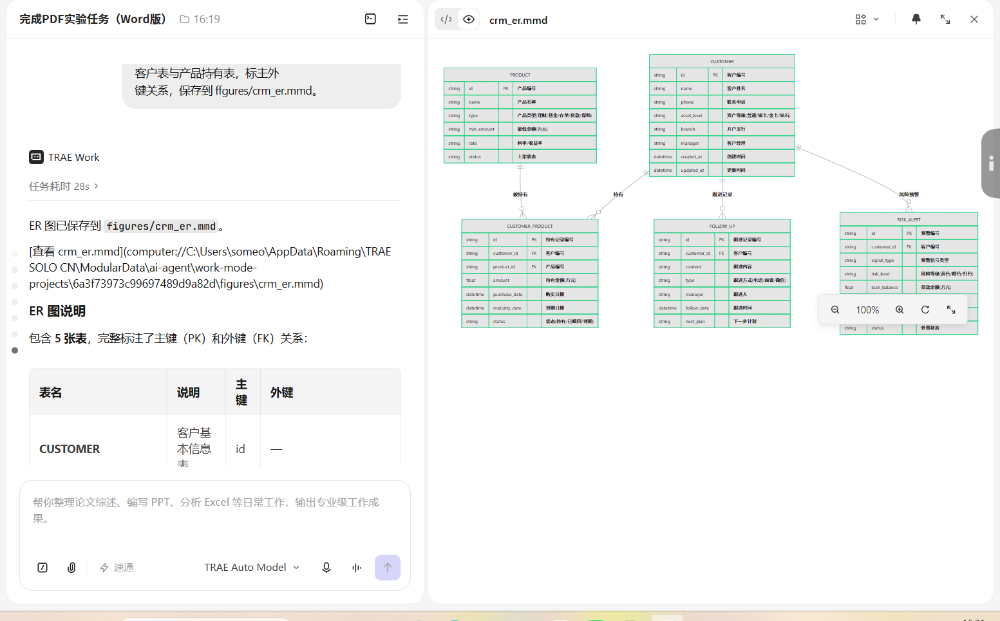 完成PDF实验任务（Word版）
16:19
客户表与产品持有表，标主外
键关系，保存到 ffgures/crm_er.mmd。
TRAE Work
任务耗时 28s
ER 图已保存到 figures/crm_er.mmd 。
[查看 crm_er.mmd](computer://C:\Users\someo\AppData\Roaming\TRAE
SOLO CN\ModularData\ai-agent\work-mode-
projects\6a3f73973c99697489d9a82d\figures\crm_er.mmd)
ER 图说明
包含 5 张表，完整标注了主键（PK）和外键（FK）关系：
表名 说明 主键 外键
CUSTOMER 客户基本信息表 id —
帮你整理论文综述、编写 PPT、分析 Excel 等日常工作，输出专业级工作成
果。
速通
TRAE Auto Model
crm_er.mmd
PRODUCT
string id PK 产品编号
string name 产品名称
string type 产品类型(理财/基金/存单/贷款/保险)
string min_amount 最低金额(万元)
string rate 利率/收益率
string status 上架状态
CUSTOMER
string id PK 客户编号
string name 客户姓名
string phone 联系电话
string asset_level 资产等级(普通/银卡/金卡/钻石)
string branch 开户支行
string manager 客户经理
datetime created_at 创建时间
datetime updated_at 更新时间
被持有
持有
跟进记录
风险预警
CUSTOMER_PRODUCT
string id PK 持有记录编号
string customer_id FK 客户编号
string product_id FK 产品编号
float amount 持有金额(万元)
datetime purchase_date 购买日期
datetime maturity_date 到期日期
string status 状态(持有/已赎回/到期)
FOLLOW_UP
string id PK 跟进记录编号
string customer_id FK 客户编号
string content 跟进内容
string type 跟进方式(电话/面谈/微信)
string manager 跟进人
datetime follow_date 跟进时间
string next_plan 下一步计划
RISK_ALERT
string id PK 预警编号
string customer_id FK 客户编号
string signal_type 预警信号类型
string risk_level 风险等级(黄色/橙色/红色)
float loan_balance 贷款余额(万元)
100%
string status 处置状态